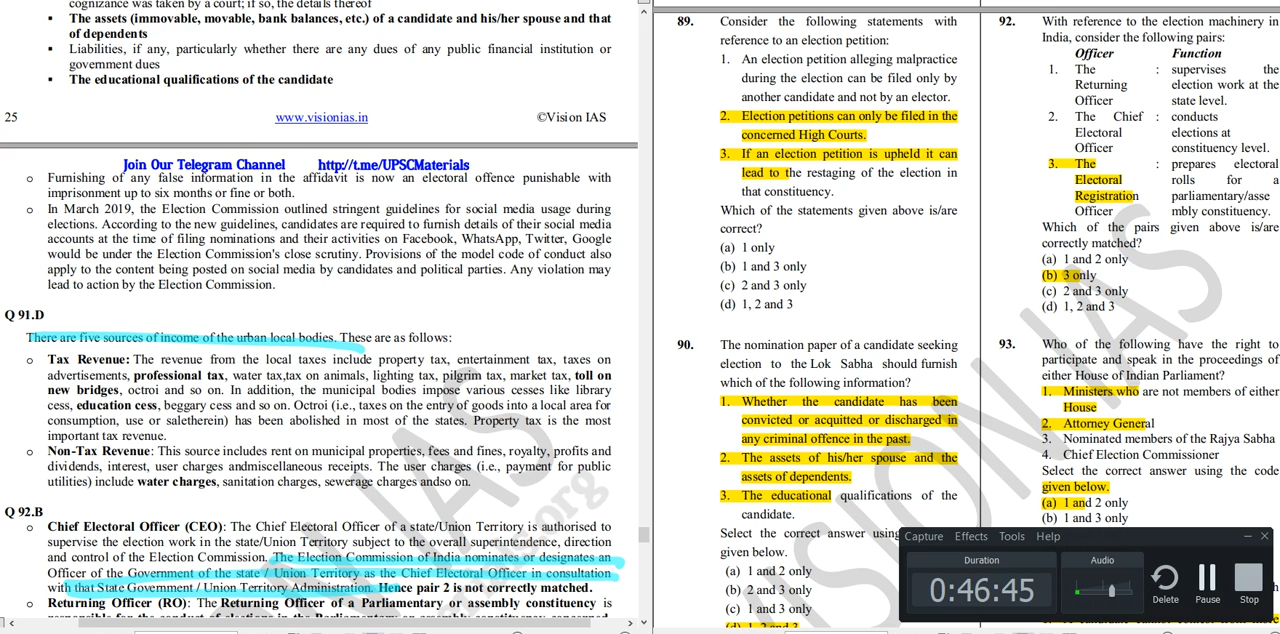 cognizance was taken by a court; if so, the details thereof
▪ The assets (immovable, movable, bank balances, etc.) of a candidate and his/her spouse and that
of dependents
▪ Liabilities, if any, particularly whether there are any dues of any public financial institution or
government dues
▪ The educational qualifications of the candidate
25 www.visionias.in ©Vision IAS
Join Our Telegram Channel http://t.me/UPSCMaterials
o Furnishing of any false information in the affidavit is now an electoral offence punishable with
imprisonment up to six months or fine or both.
o In March 2019, the Election Commission outlined stringent guidelines for social media usage during
elections. According to the new guidelines, candidates are required to furnish details of their social media
accounts at the time of filing nominations and their activities on Facebook, WhatsApp, Twitter, Google
would be under the Election Commission's close scrutiny. Provisions of the model code of conduct also
apply to the content being posted on social media by candidates and political parties. Any violation may
lead to action by the Election Commission.
Q 91.D
There are five sources of income of the urban local bodies. These are as follows:
o Tax Revenue: The revenue from the local taxes include property tax, entertainment tax, taxes on
advertisements, professional tax, water tax,tax on animals, lighting tax, pilgrim tax, market tax, toll on
new bridges, octroi and so on. In addition, the municipal bodies impose various cesses like library
cess, education cess, beggary cess and so on. Octroi (i.e., taxes on the entry of goods into a local area for
consumption, use or saletherein) has been abolished in most of the states. Property tax is the most
important tax revenue.
o Non-Tax Revenue: This source includes rent on municipal properties, fees and fines, royalty, profits and
dividends, interest, user charges andmiscellaneous receipts. The user charges (i.e., payment for public
utilities) include water charges, sanitation charges, sewerage charges andso on.
Q 92.B
o Chief Electoral Officer (CEO): The Chief Electoral Officer of a state/Union Territory is authorised to
supervise the election work in the state/Union Territory subject to the overall superintendence, direction
and control of the Election Commission. The Election Commission of India nominates or designates an
Officer of the Government of the state / Union Territory as the Chief Electoral Officer in consultation
with that State Government / Union Territory Administration. Hence pair 2 is not correctly matched.
o Returning Officer (RO): The Returning Officer of a Parliamentary or assembly constituency is
89. Consider the following statements with
reference to an election petition:
1. An election petition alleging malpractice
during the election can be filed only by
another candidate and not by an elector.
2. Election petitions can only be filed in the
concerned High Courts.
3. If an election petition is upheld it can
lead to the restaging of the election in
that constituency.
Which of the statements given above is/are
correct?
(a) 1 only
(b) 1 and 3 only
(c) 2 and 3 only
(d) 1, 2 and 3
90. The nomination paper of a candidate seeking
election to the Lok Sabha should furnish
which of the following information?
1. Whether the candidate has been
convicted or acquitted or discharged in
any criminal offence in the past.
2. The assets of his/her spouse and the
assets of dependents.
3. The educational qualifications of the
candidate.
Select the correct answer using
given below.
(a) 1 and 2 only
(b) 2 and 3 only
(c) 1 and 3 only
(d) 1, 2 and 3
92. With reference to the election machinery in
India, consider the following pairs:
Officer Function
1. The : supervises the
Returning election work at the
Officer state level.
2. The Chief : conducts
Electoral elections at
Officer constituency level.
3. The : prepares electoral
Electoral rolls for a
Registration parliamentary/asse
Officer mbly constituency.
Which of the pairs given above is/are
correctly matched?
(a) 1 and 2 only
(b) 3 only
(c) 2 and 3 only
(d) 1, 2 and 3
93. Who of the following have the right to
participate and speak in the proceedings of
either House of Indian Parliament?
1. Ministers who are not members of either
House
2. Attorney General
3. Nominated members of the Rajya Sabha
4. Chief Election Commissioner
Select the correct answer using the code
given below.
(a) 1 and 2 only
(b) 1 and 3 only
Capture Effects Tools Help
Duration Audio
0:46:45
Delete Pause Stop
VISION IAS